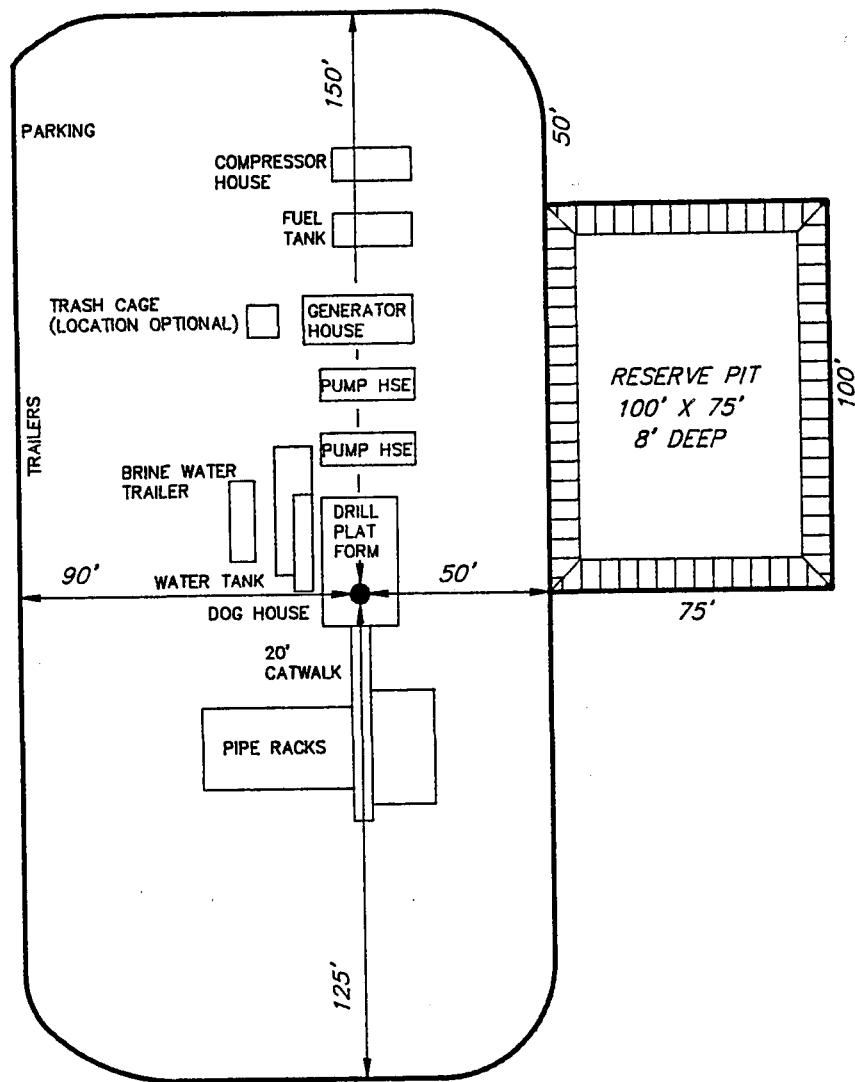 150'
PARKING
50'
COMPRESSOR
HOUSE
FUEL
TANK
TRASH CAGE
(LOCATION OPTIONAL)
GENERATOR
HOUSE
PUMP HSE
RESERVE PIT
100' X 75'
8' DEEP
100'
TRAILERS
PUMP HSE
BRINE WATER
TRAILER
DRILL
PLAT
FORM
90'
WATER TANK
50'
DOG HOUSE
75'
20'
CATWALK
PIPE RACKS
125'